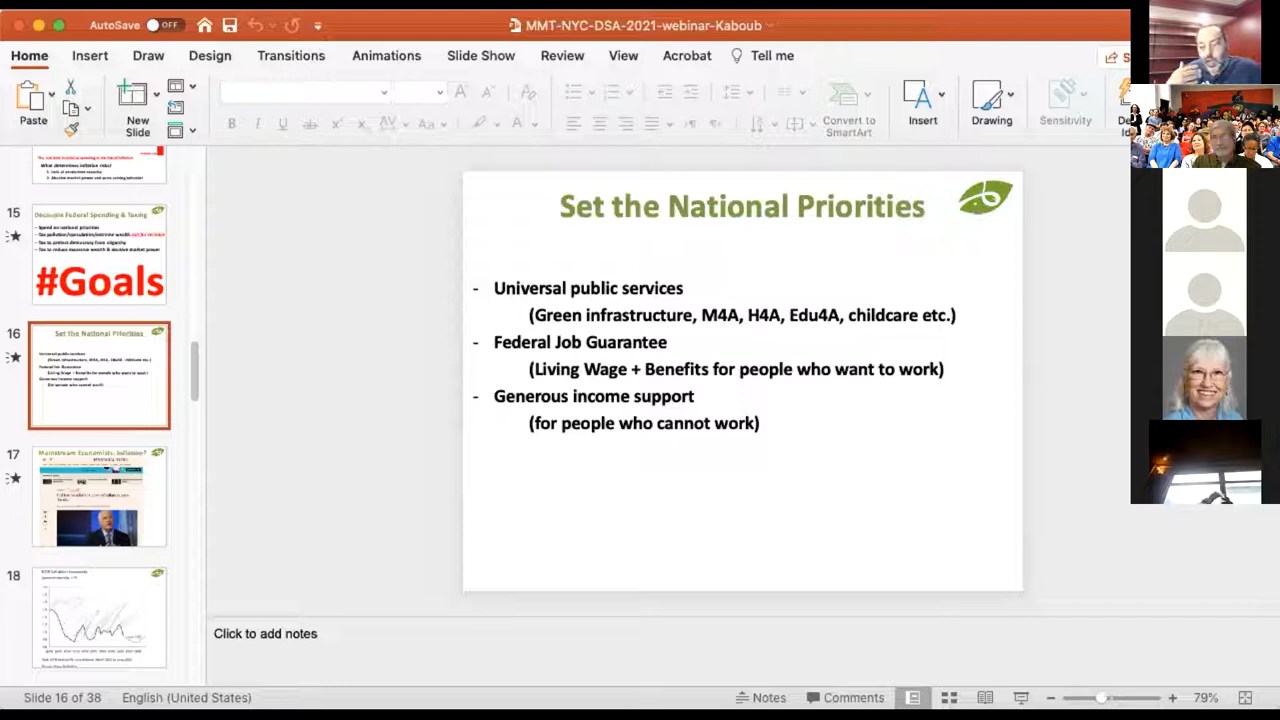 AutoSave OFF
MMT-NYC-DSA-2021-webinar-Kaboub
Home Insert Draw Design Transitions Animations Slide Show Review View Acrobat Tell me
Paste
New
Slide
Convert to
SmartArt
Insert
Drawing
Sensitivity
What determines inflation risks?
15
Decouple Federal Spending & Taxing
- Spend on national priorities
- Tax to protect democracy from oligarchy
- Tax to reduce excessive wealth & abusive market power
#Goals
16
Set the National Priorities
Universal public services
(Green infrastructure, M4A, H4A, Edu4A, childcare etc.)
Federal Job Guarantee
(Living Wage + Benefits for people who want to work)
Generous income support
(for people who cannot work)
17
Mainstream Economists, Inflation?
18
Set the National Priorities
- Universal public services
(Green infrastructure, M4A, H4A, Edu4A, childcare etc.)
- Federal Job Guarantee
(Living Wage + Benefits for people who want to work)
- Generous income support
(for people who cannot work)
Click to add notes
Slide 16 of 38 English (United States) Notes Comments 79%